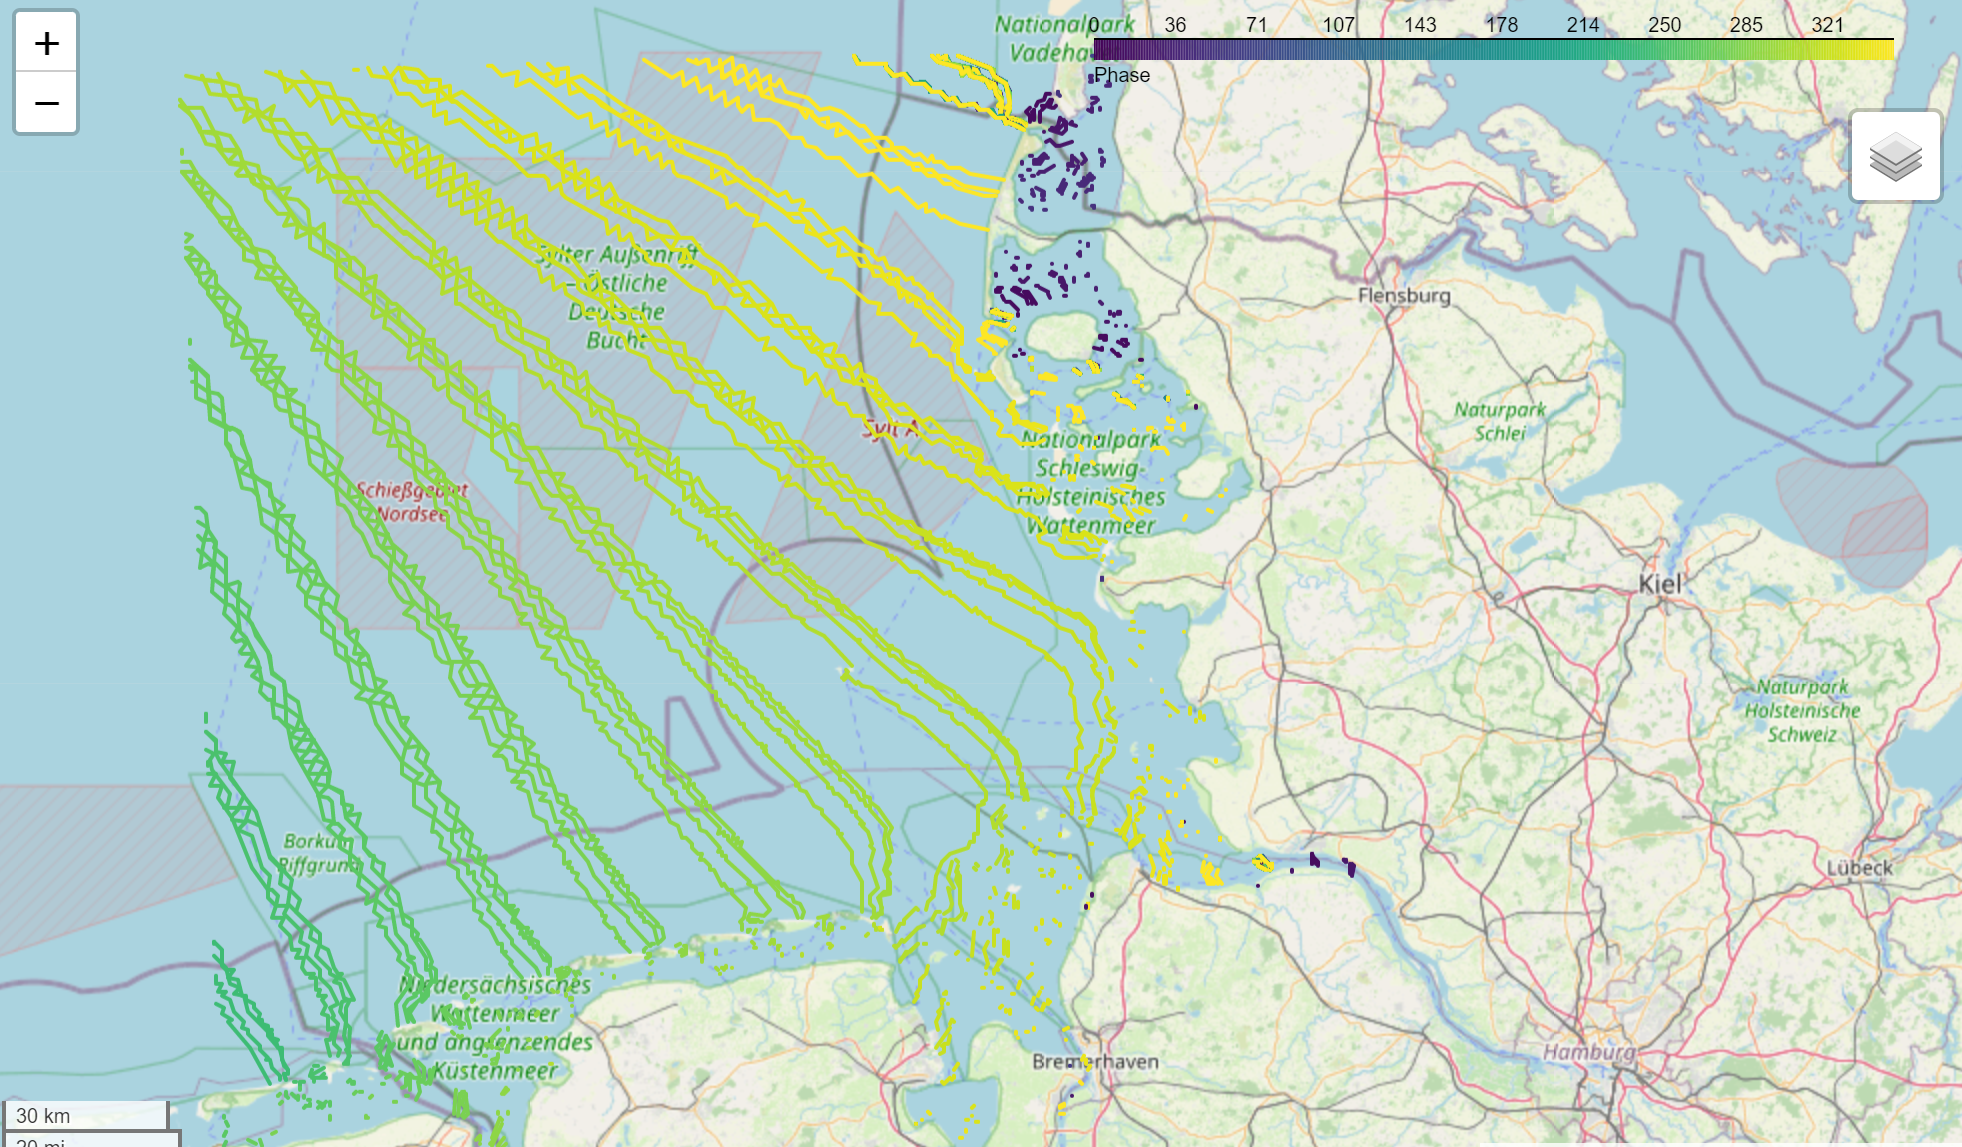 +
−
Nationalpark
0 36 71 107 143 178 214 250 285 321
Phase
Sylter Außenriff
– Östliche
Deutsche
Bucht
Flensburg
Naturpark
Schlei
Sylt A
Nationalpark
Schleswig-
Holsteinisches
Wattenmeer
Schießgebiet
Nordsee
Kiel
Naturpark
Holsteinische
Schweiz
Borkum
Riffgrund
Lübeck
Niedersächsisches
Wattenmeer
und angrenzendes
Küstenmeer
Bremerhaven
Hamburg
30 km
20 mi